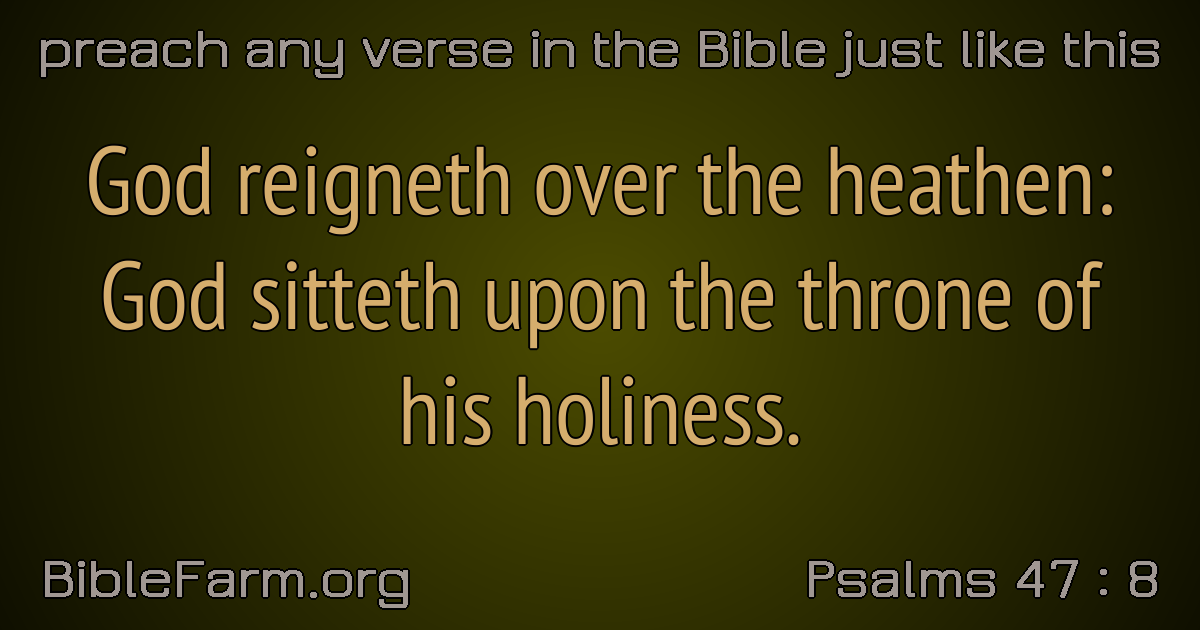 preach any verse in the Bible just like this
God reigneth over the heathen:
God sitteth upon the throne of
his holiness.
BibleFarm.org
Psalms 47 : 8